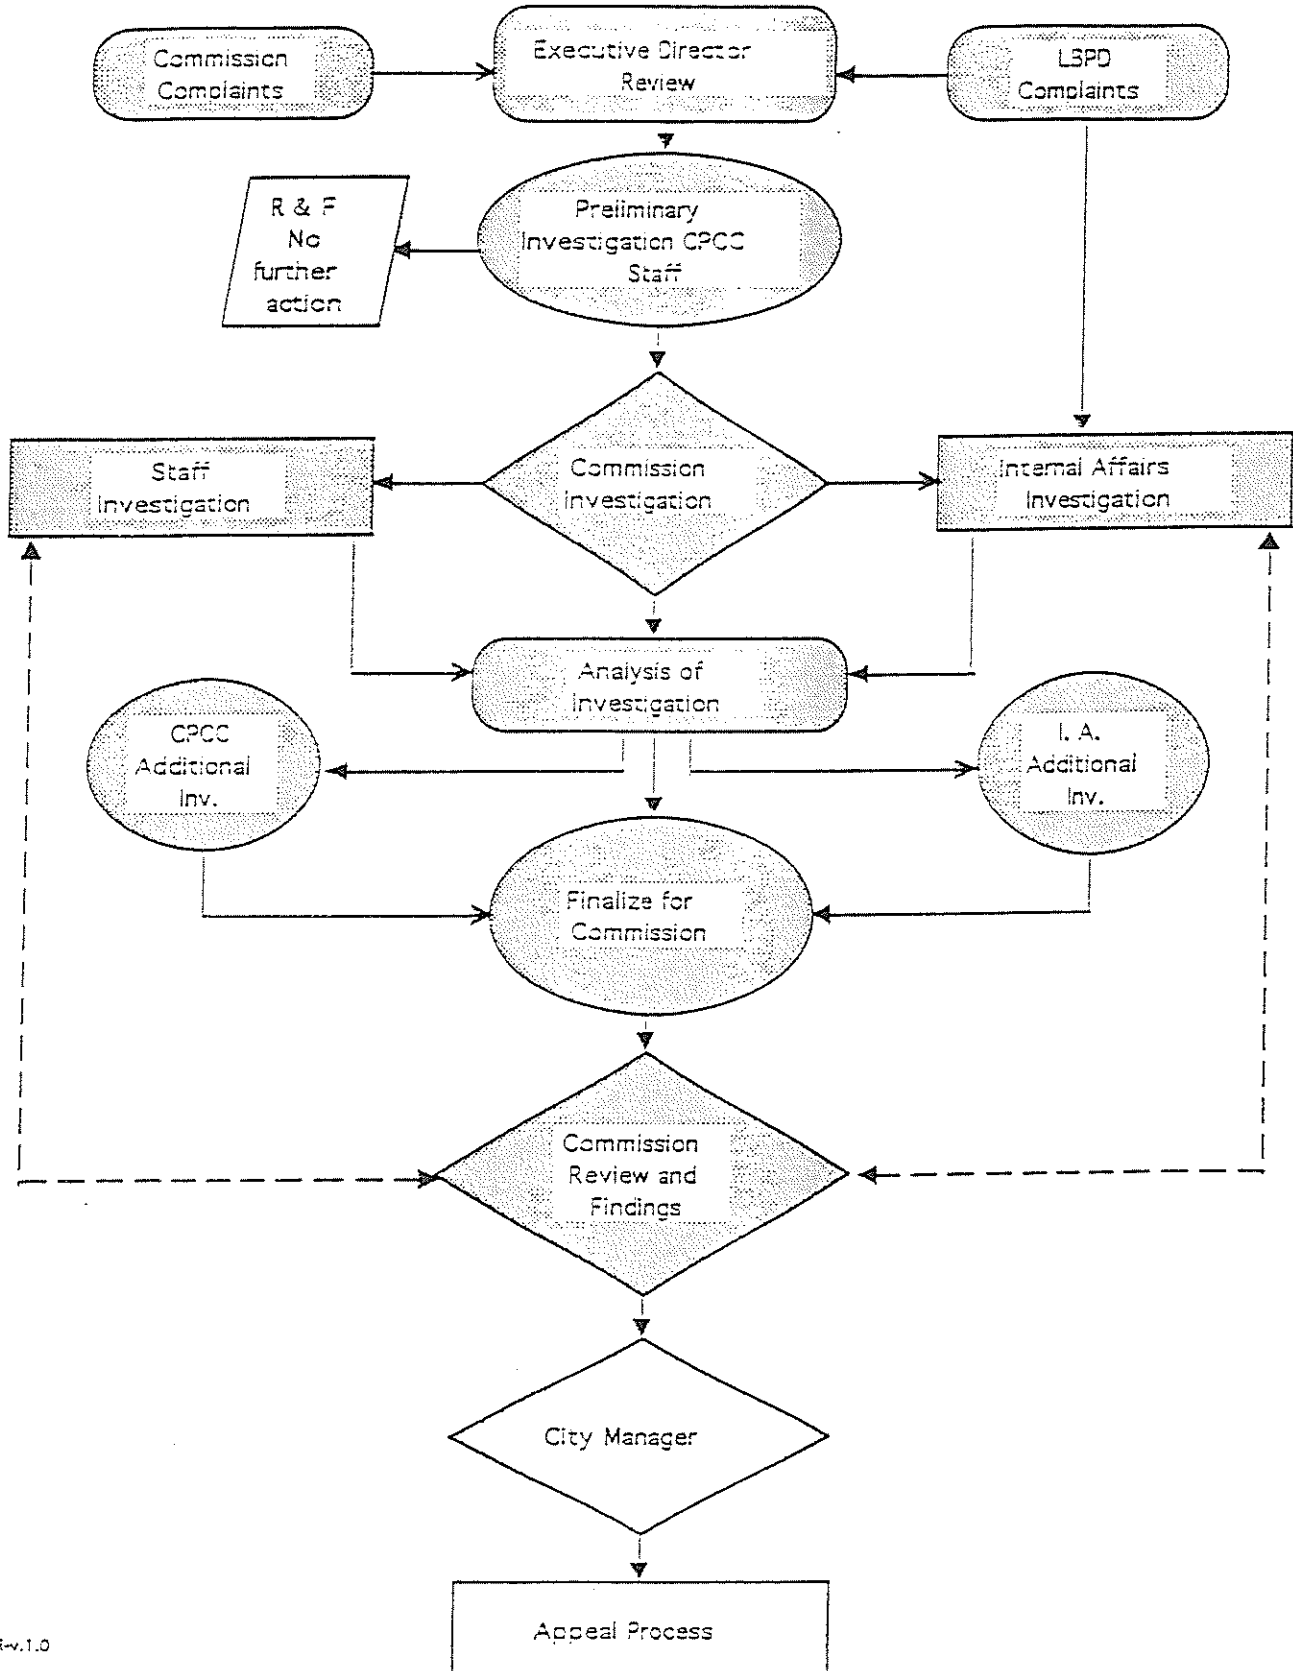 Commission
Complaints
Executive Director
Review
LBPD
Complaints
R & F
No
further
action
Preliminary
Investigation CPCC
Staff
Staff
Investigation
Commission
Investigation
Internal Affairs
Investigation
Analysis of
Investigation
CPCC
Additional
Inv.
I. A.
Additional
Inv.
Finalize for
Commission
Commission
Review and
Findings
City Manager
Appeal Process
-v.1.0